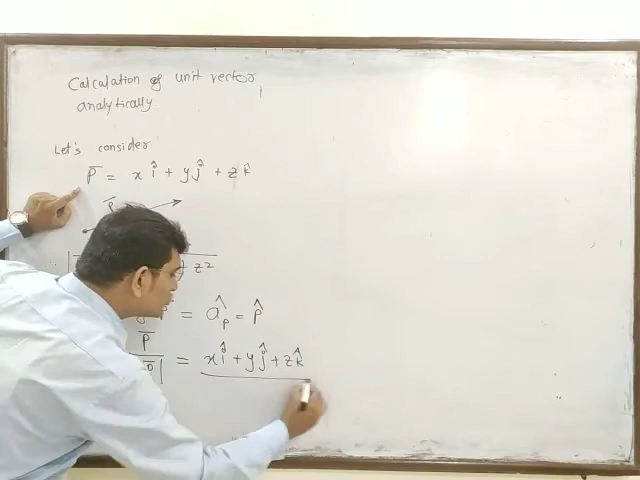 Calculation of unit vector
analytically
Let's consider
P̄ = x î + y ĵ + z k̂
P̄
+ z²
= â_p = p̂
P̄
|P̄| = x î + y ĵ + z k̂